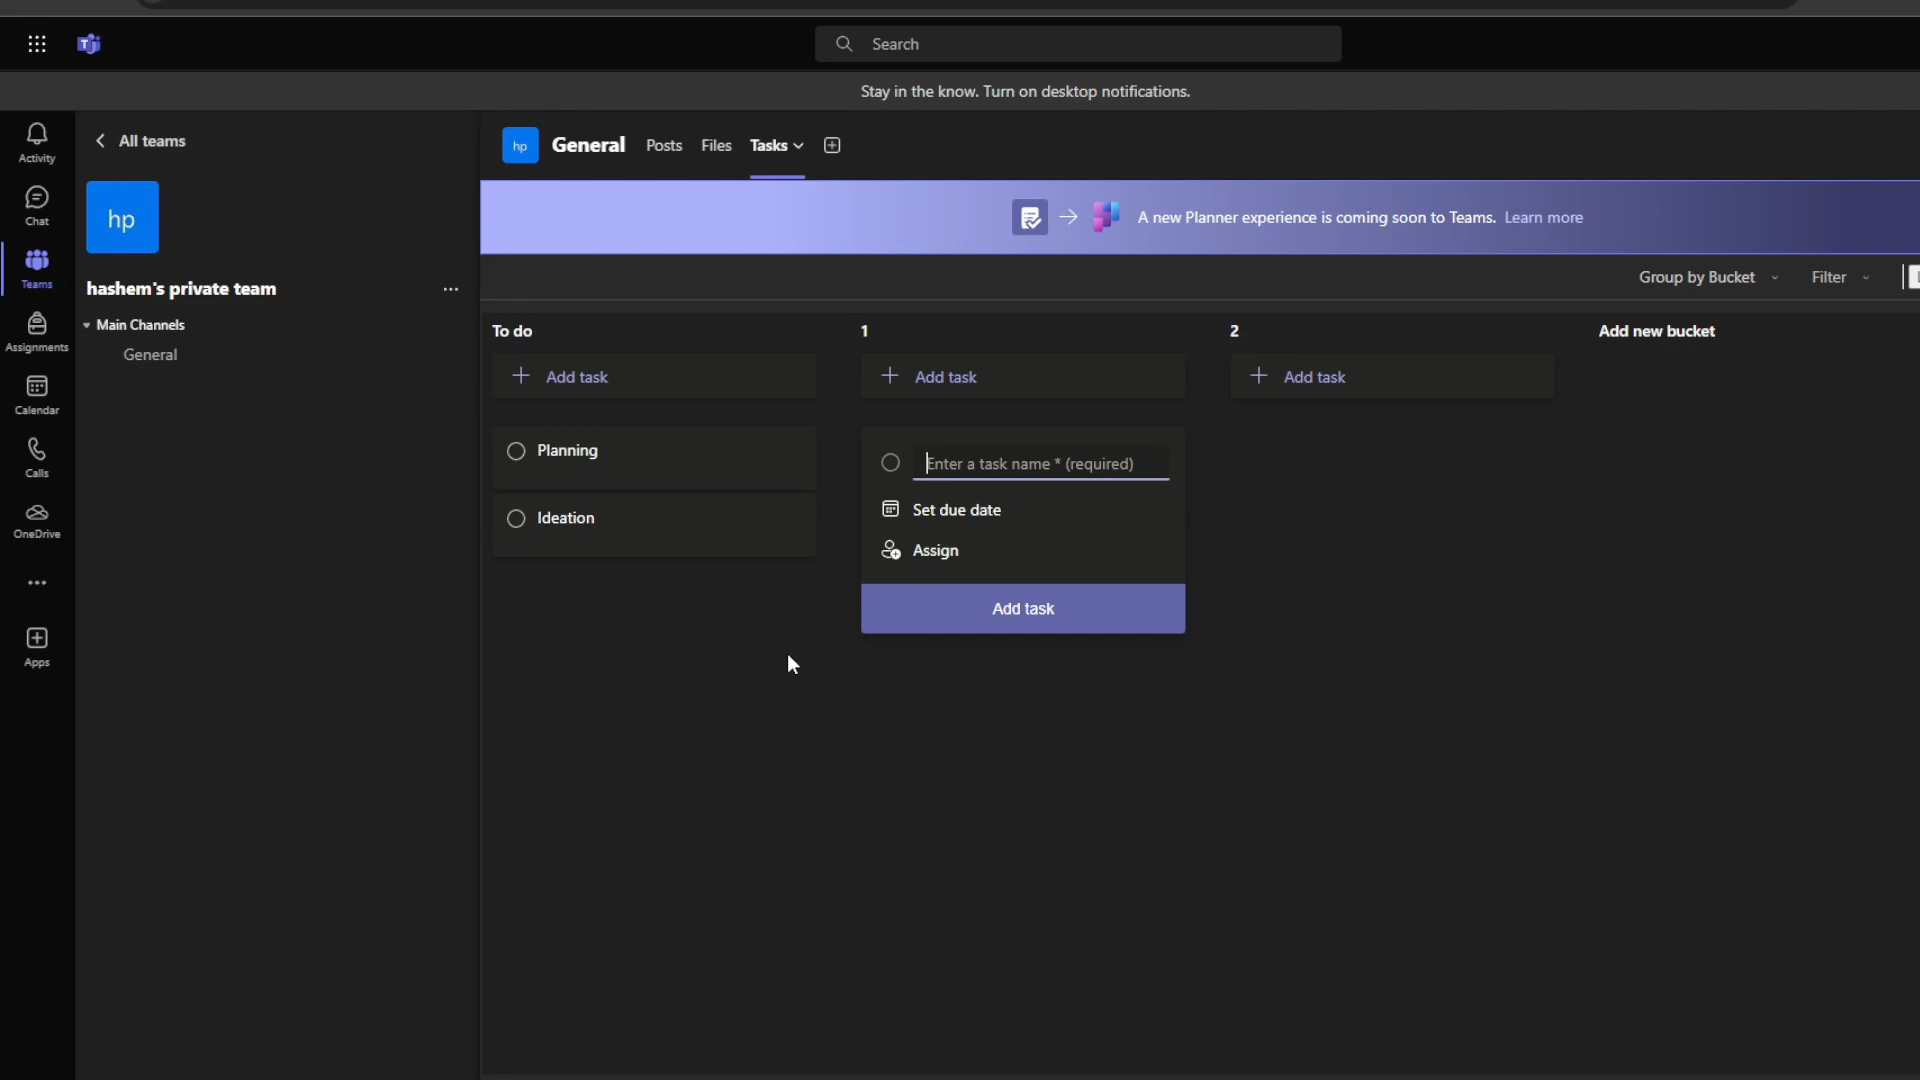 Search
Stay in the know. Turn on desktop notifications.
Activity
Chat
Teams
Assignments
Calendar
Calls
OneDrive
Apps
All teams
hp
hashem's private team
Main Channels
General
hp
General
Posts
Files
Tasks
A new Planner experience is coming soon to Teams. Learn more
Group by Bucket
Filter
To do
Add task
Planning
Ideation
1
Add task
Enter a task name * (required)
Set due date
Assign
Add task
2
Add task
Add new bucket